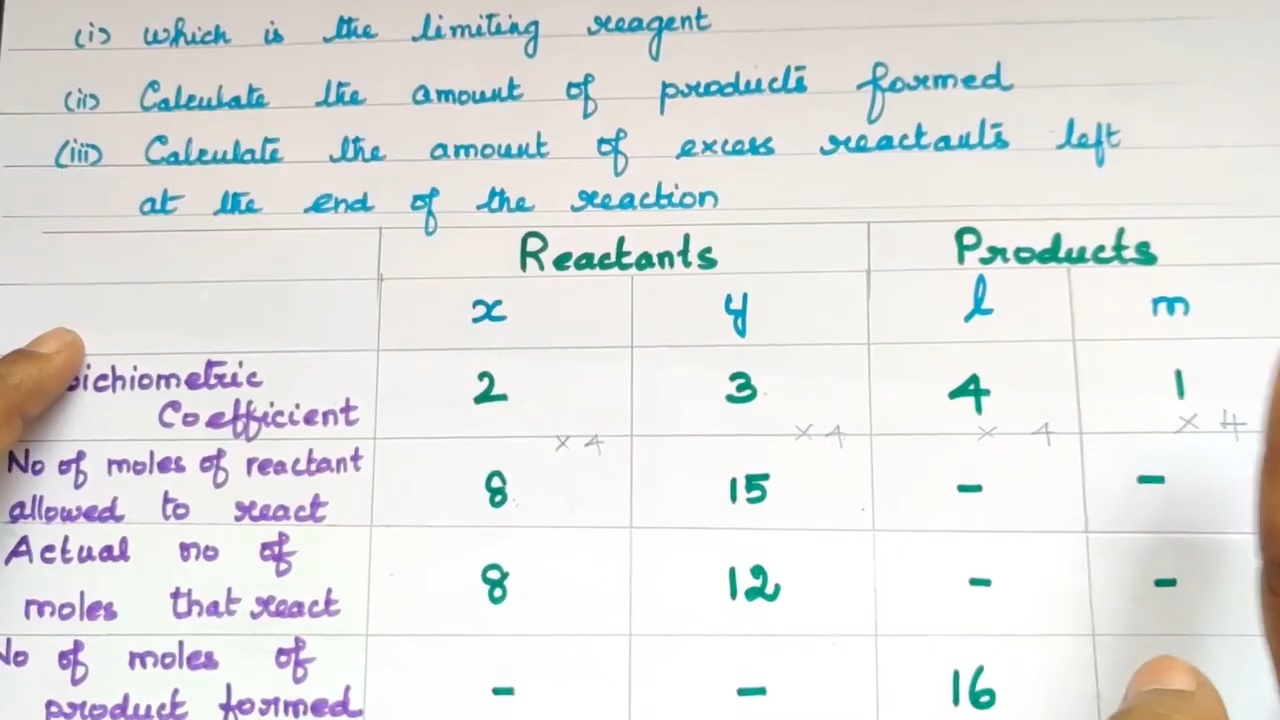 (i) which is the limiting reagent
(ii) Calculate the amount of products formed
(iii) Calculate the amount of excess reactants left
at the end of the reaction
Reactants Products
x y l m
ichiometric
Coefficient 2 3 4 1
× 4 × 4 × 4 × 4
No of moles of reactant
allowed to react 8 15 - -
Actual no of
moles that react 8 12 - -
No of moles of
product formed - - 16